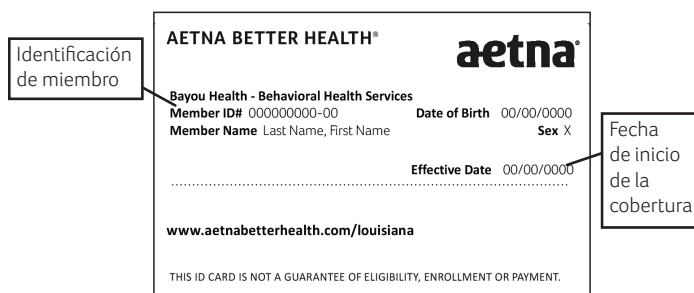 AETNA BETTER HEALTH®
aetna®
Identificación
de miembro
Bayou Health - Behavioral Health Services
Member ID# 000000000-00 Date of Birth 00/00/0000
Member Name Last Name, First Name Sex X
Effective Date 00/00/0000
Fecha
de inicio
de la
cobertura
www.aetnabetterhealth.com/louisiana
THIS ID CARD IS NOT A GUARANTEE OF ELIGIBILITY, ENROLLMENT OR PAYMENT.